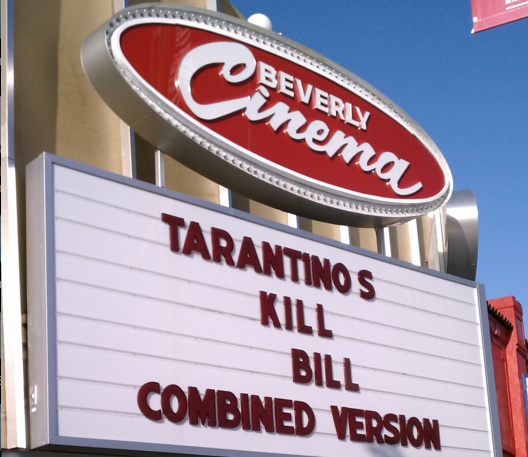 BEVERLY
Cinema
TARANTINO S
KILL
BILL
COMBINED VERSION